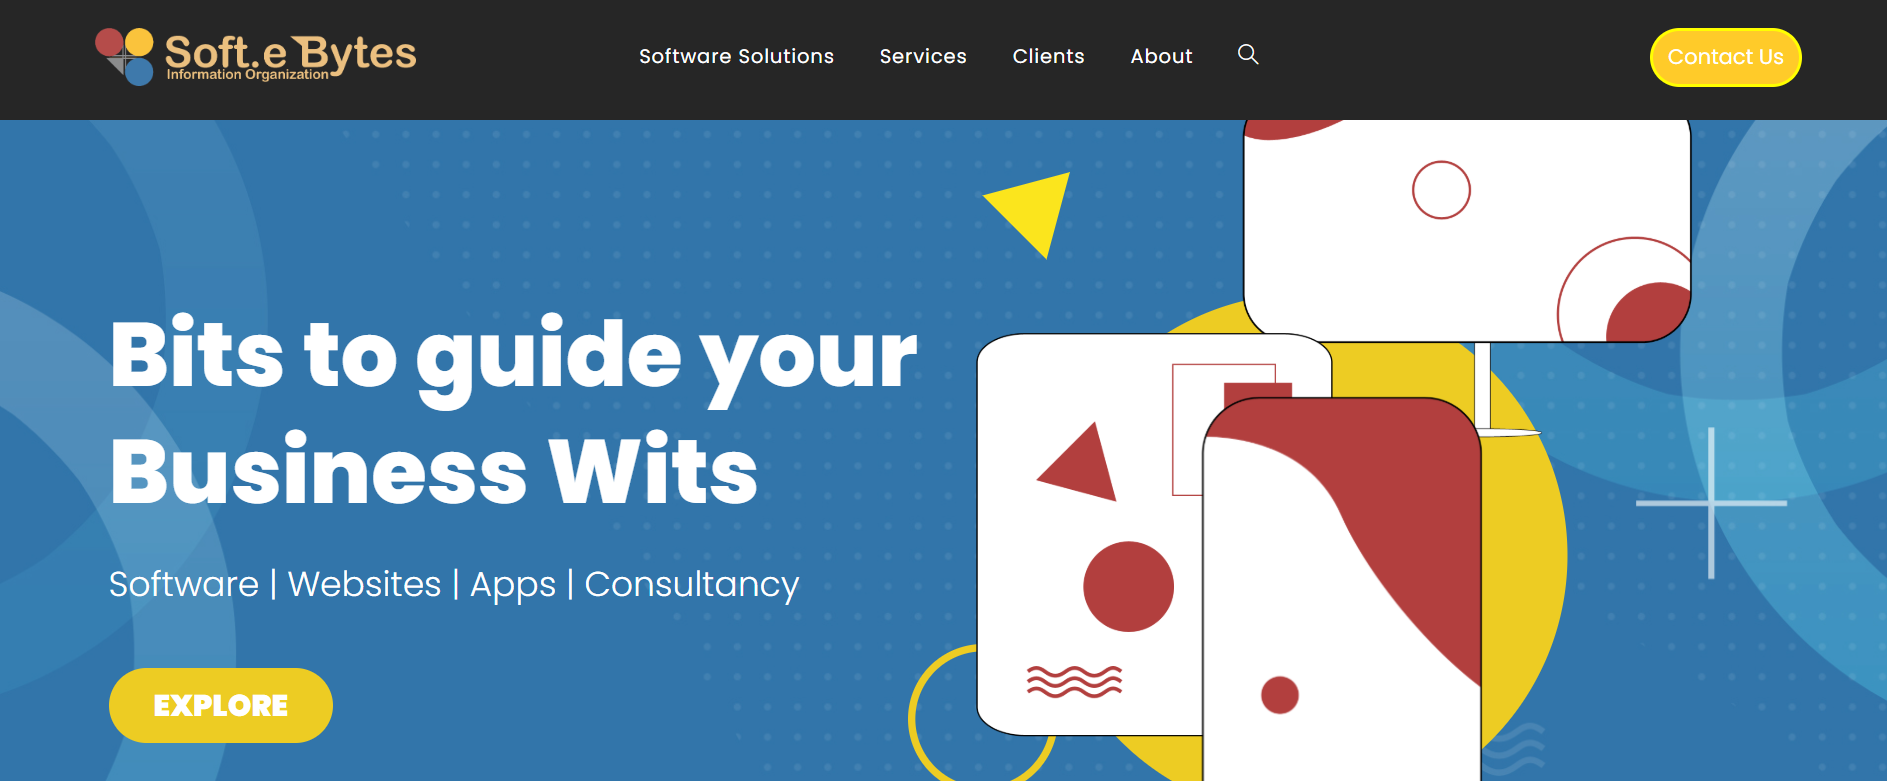 Soft.e Bytes
Information Organization
Software Solutions
Services
Clients
About
Contact Us
Bits to guide your
Business Wits
Software | Websites | Apps | Consultancy
EXPLORE